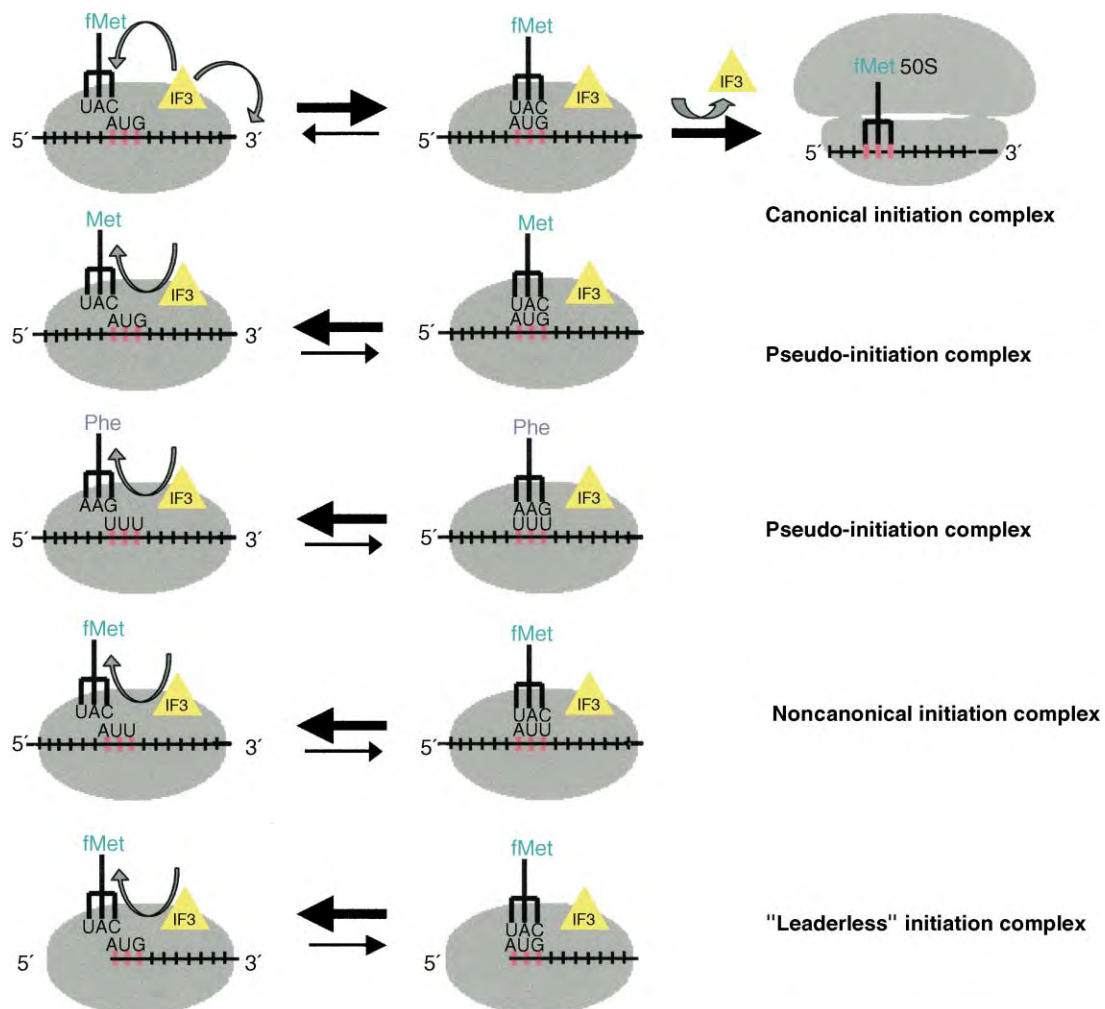 fMet
IF3
UAC
AUG
5´ 3´
fMet
IF3
UAC
AUG
IF3
fMet 50S
5´ 3´
Canonical initiation complex
Met
IF3
UAC
AUG
5´ 3´
Met
IF3
UAC
AUG
Pseudo-initiation complex
Phe
IF3
AAG
UUU
5´ 3´
Phe
IF3
AAG
UUU
5´
Pseudo-initiation complex
fMet
IF3
UAC
AUU
5´ 3´
fMet
IF3
UAC
AUU
Noncanonical initiation complex
fMet
IF3
UAC
AUG
5´ 3´
fMet
IF3
UAC
AUG
5´
"Leaderless" initiation complex